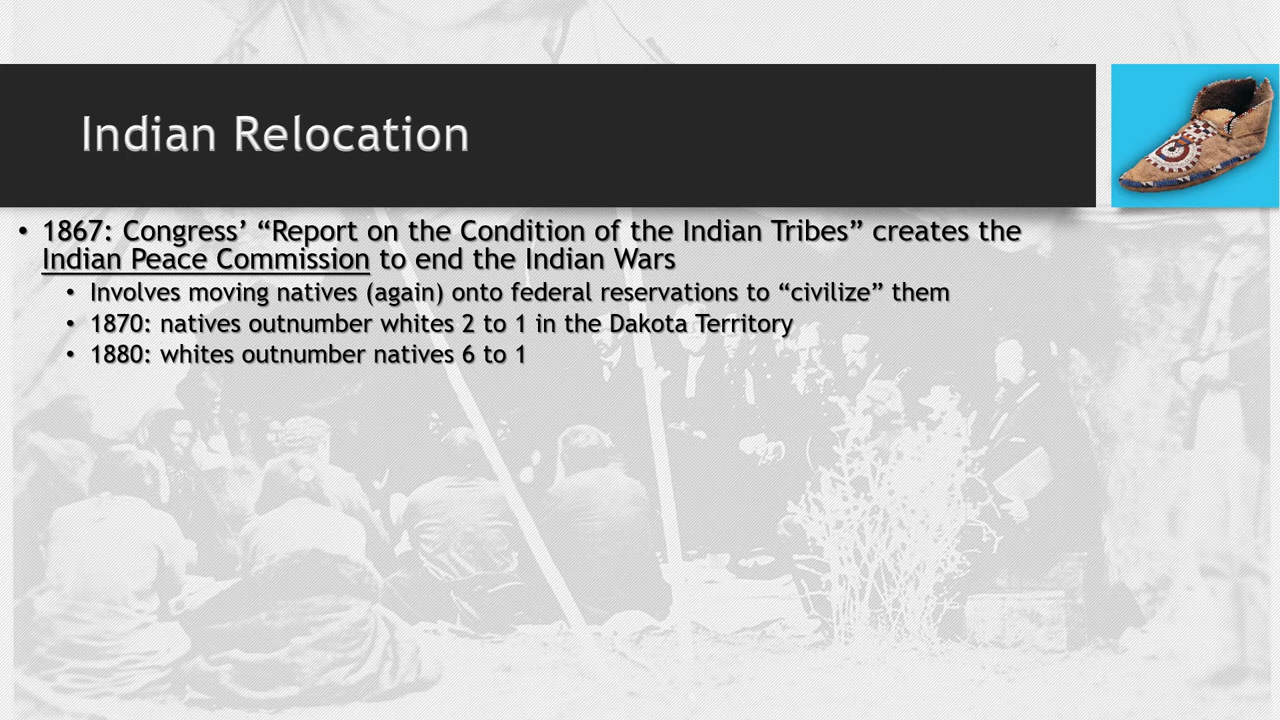 Indian Relocation
• 1867: Congress’ “Report on the Condition of the Indian Tribes” creates the
Indian Peace Commission to end the Indian Wars
• Involves moving natives (again) onto federal reservations to “civilize” them
• 1870: natives outnumber whites 2 to 1 in the Dakota Territory
• 1880: whites outnumber natives 6 to 1